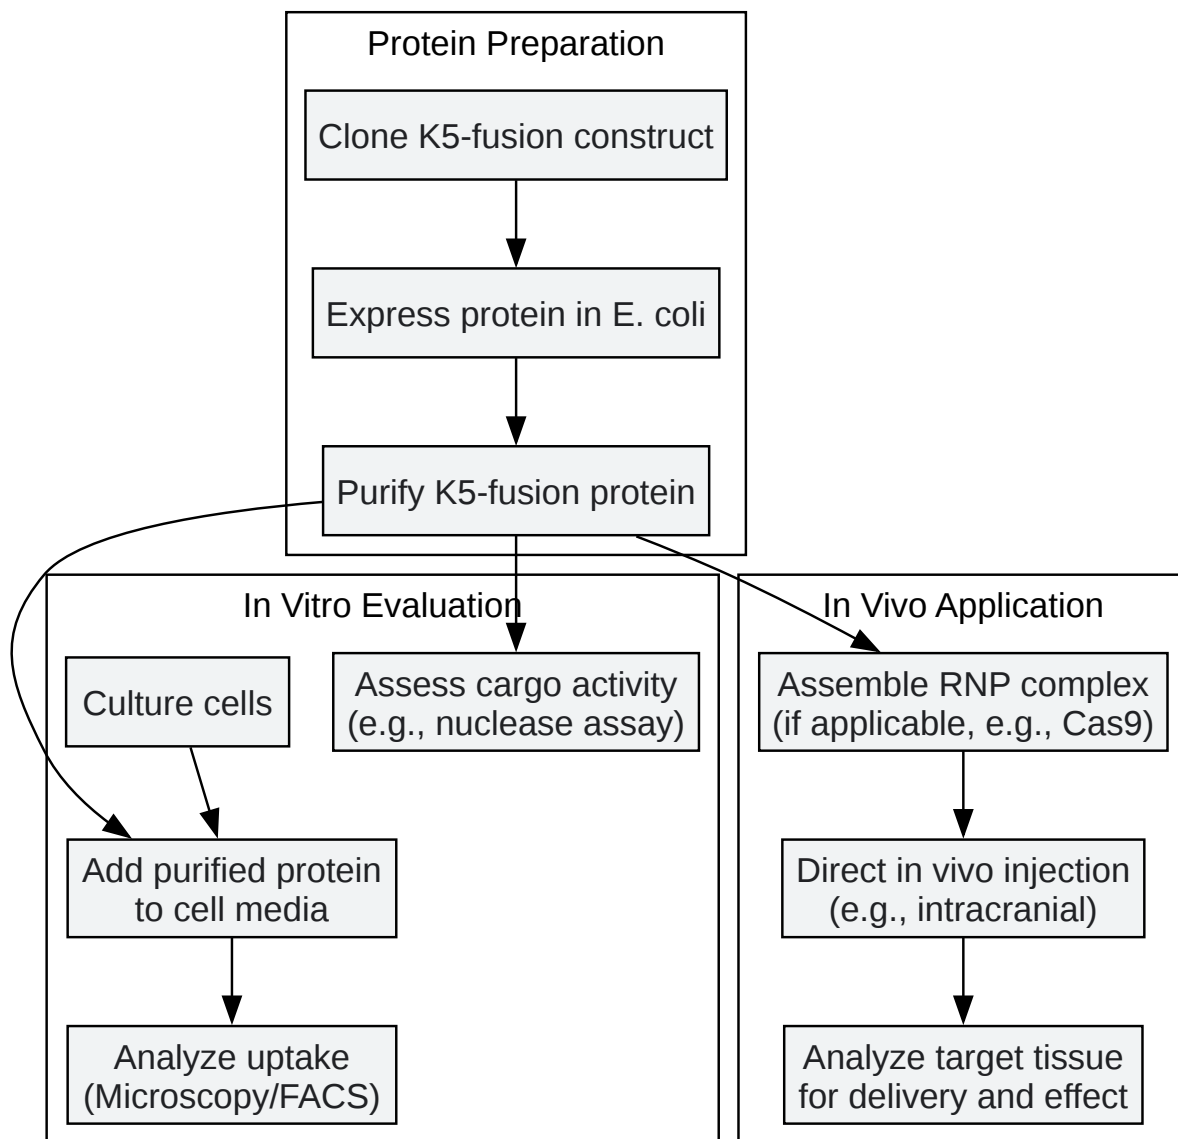 Protein Preparation
Clone K5-fusion construct
Express protein in E. coli
Purify K5-fusion protein
In Vitro Evaluation
Culture cells
Assess cargo activity
(e.g., nuclease assay)
Add purified protein
to cell media
Analyze uptake
(Microscopy/FACS)
In Vivo Application
Assemble RNP complex
(if applicable, e.g., Cas9)
Direct in vivo injection
(e.g., intracranial)
Analyze target tissue
for delivery and effect